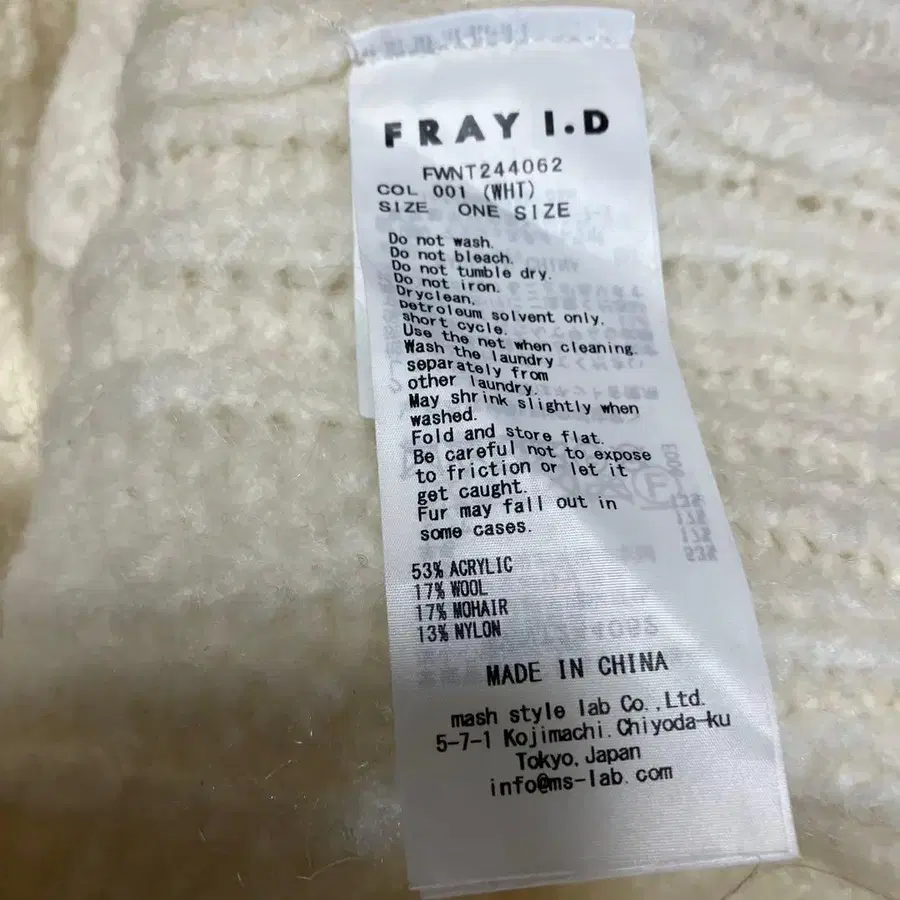 FRAY I.D
FWNT244062
COL 001 (WHT)
SIZE ONE SIZE
Do not wash.
Do not bleach.
Do not tumble dry.
Do not iron.
Dryclean.
petroleum solvent only.
short cycle.
Use the net when cleaning.
Wash the laundry
separately from
other laundry.
May shrink slightly when
washed.
Fold and store flat.
Be careful not to expose
to friction or let it
get caught.
Fur may fall out in
some cases.
53% ACRYLIC
17% WOOL
17% MOHAIR
13% NYLON
MADE IN CHINA
mash style lab Co.,Ltd.
5-7-1 Kojimachi.Chiyoda-ku
Tokyo,Japan
info@ms-lab.com